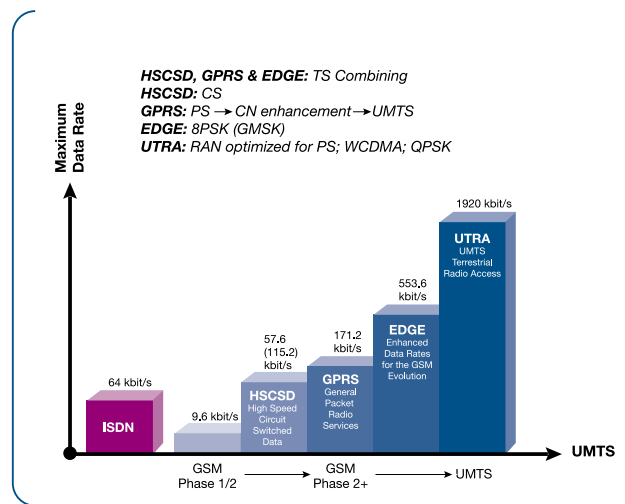 HSCSD, GPRS & EDGE: TS Combining
HSCSD: CS
GPRS: PS → CN enhancement → UMTS
EDGE: 8PSK (GMSK)
UTRA: RAN optimized for PS; WCDMA; QPSK
Maximum
Data Rate
1920 kbit/s
UTRA
UMTS
Terrestrial
Radio Access
553.6
kbit/s
EDGE
Enhanced
Data Rates
for the GSM
Evolution
171.2
kbit/s
GPRS
General
Packet
Radio
Services
57.6
(115.2)
kbit/s
HSCSD
High Speed
Circuit
Switched
Data
9.6 kbit/s
64 kbit/s
ISDN
UMTS
GSM
Phase 1/2
→
GSM
Phase 2+
→ UMTS